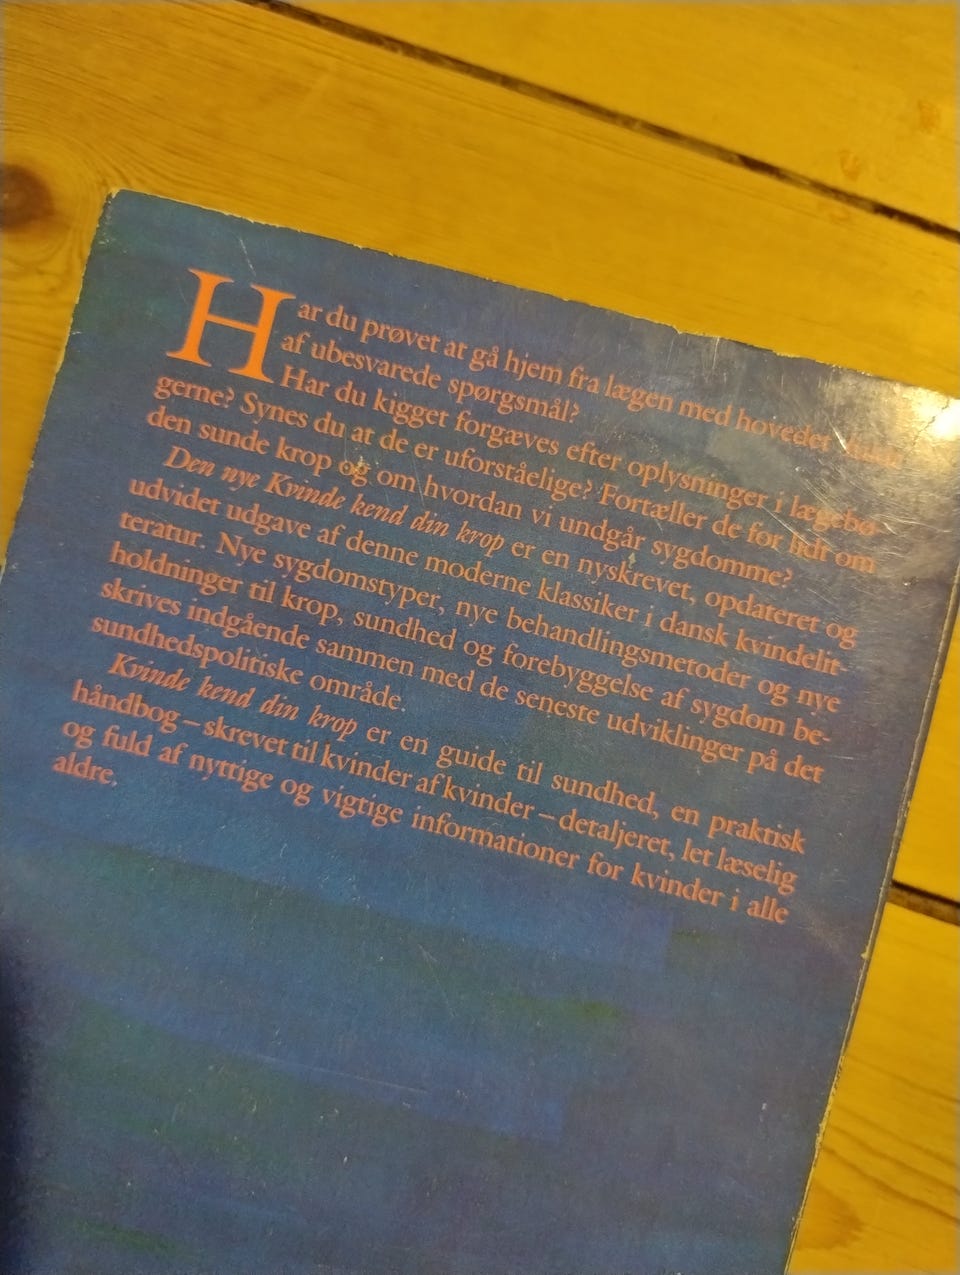 Har du prøvet at gå hjem fra lægen med hovedet
af ubesvarede spørgsmål?
Har du kigget forgæves efter oplysninger i lægebø-
gerne? Synes du at de er uforståelige? Fortæller de for lidt om
den sunde krop og om hvordan vi undgår sygdomme?
Den nye Kvinde kend din krop er en nyskrevet, opdateret og
udvidet udgave af denne moderne klassiker i dansk kvindelit-
teratur. Nye sygdomstyper, nye behandlingsmetoder og nye
holdninger til krop, sundhed og forebyggelse af sygdom be-
skrives indgående sammen med de seneste udviklinger på det
sundhedspolitiske område.
Kvinde kend din krop er en guide til sundhed, en praktisk
håndbog – skrevet til kvinder af kvinder – detaljeret, let læselig
og fuld af nyttige og vigtige informationer for kvinder i alle
aldre.